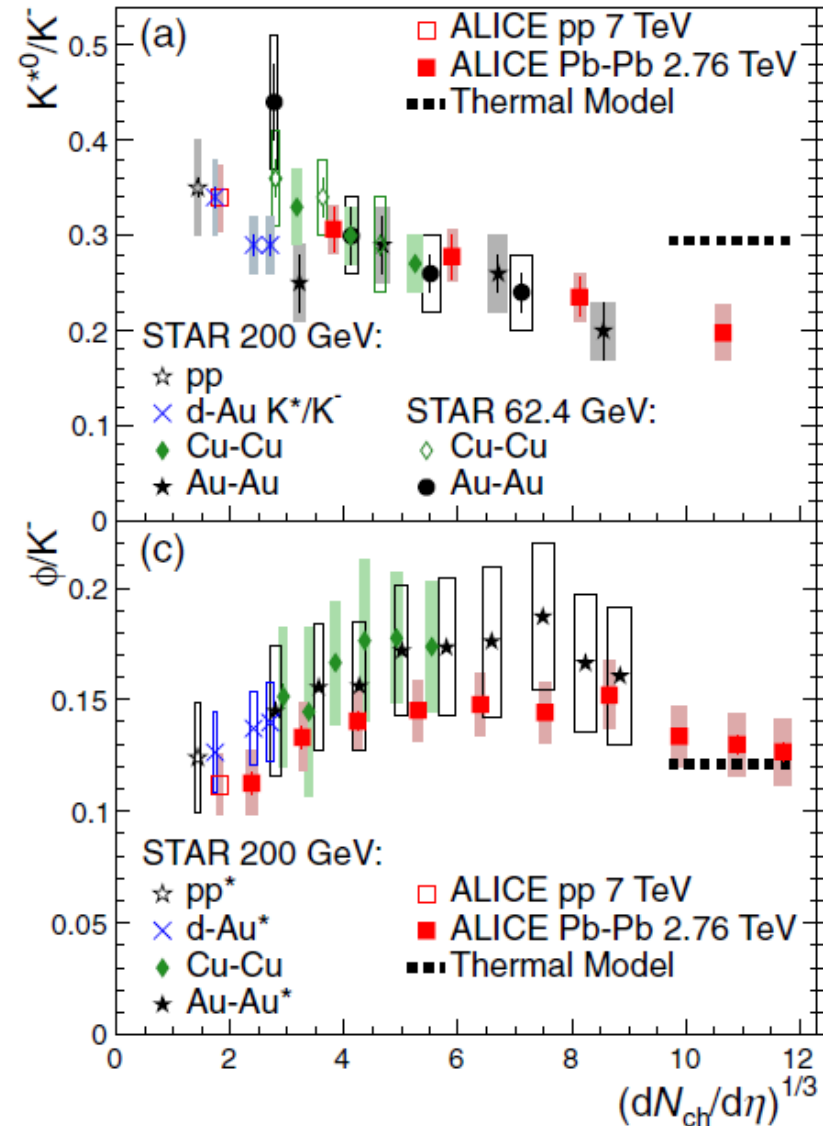 (a)
K*0/K-
0.5
0.4
0.3
0.2
0.1
0
ALICE pp 7 TeV
ALICE Pb-Pb 2.76 TeV
Thermal Model
STAR 200 GeV:
pp
d-Au K*/K-
Cu-Cu
Au-Au
STAR 62.4 GeV:
Cu-Cu
Au-Au
(c)
ϕ/K-
0.2
0.15
0.1
0.05
0
STAR 200 GeV:
pp*
d-Au*
Cu-Cu
Au-Au*
ALICE pp 7 TeV
ALICE Pb-Pb 2.76 TeV
Thermal Model
0 2 4 6 8 10 12
(dNch/dη)1/3